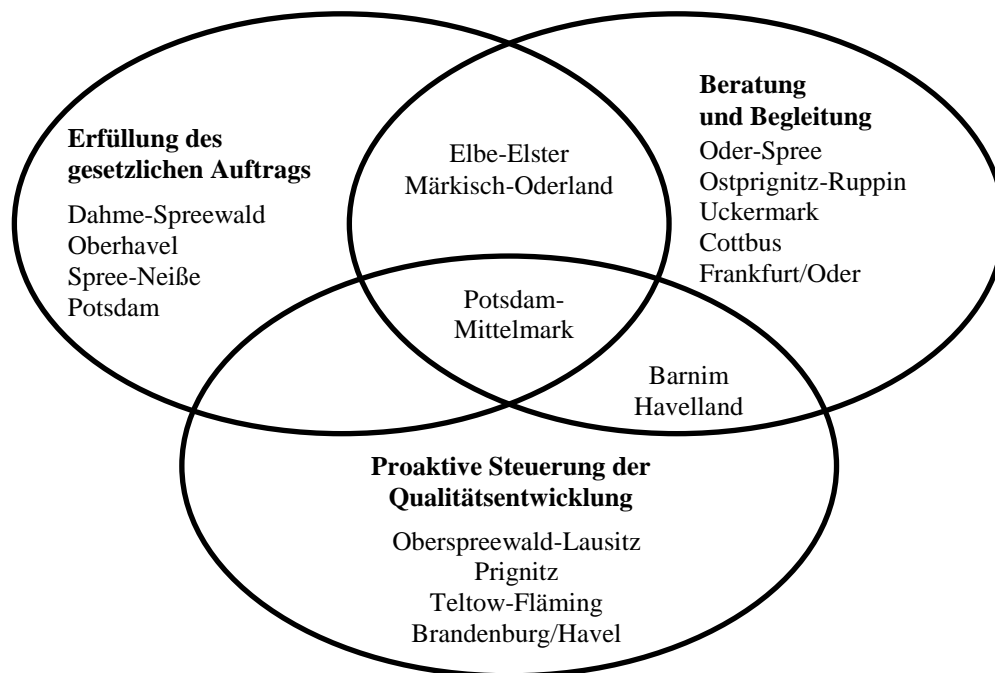 Erfüllung des
gesetzlichen Auftrags
Dahme-Spreewald
Oberhavel
Spree-Neiße
Potsdam
Elbe-Elster
Märkisch-Oderland
Beratung
und Begleitung
Oder-Spree
Ostprignitz-Ruppin
Uckermark
Cottbus
Frankfurt/Oder
Potsdam-
Mittelmark
Barnim
Havelland
Proaktive Steuerung der
Qualitätsentwicklung
Oberspreewald-Lausitz
Prignitz
Teltow-Fläming
Brandenburg/Havel